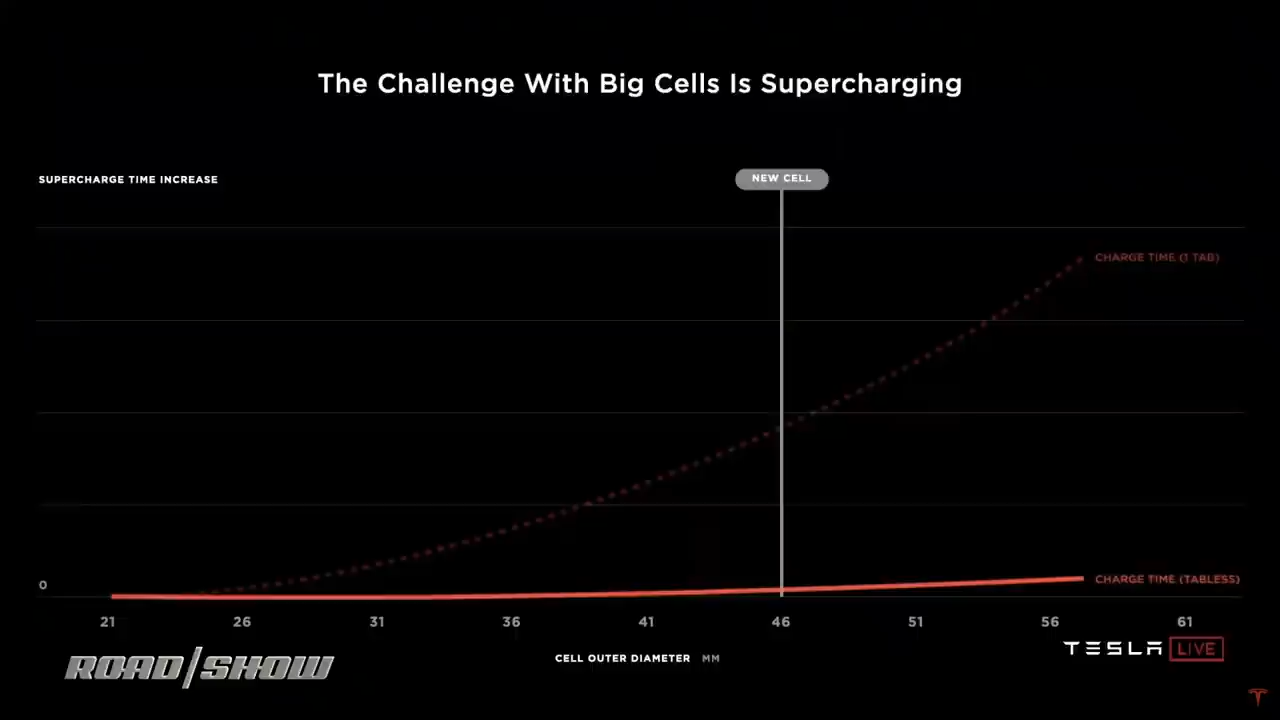 The Challenge With Big Cells Is Supercharging
SUPERCHARGE TIME INCREASE
NEW CELL
CHARGE TIME (1 TAB)
CHARGE TIME (TABLESS)
0
21 26 31 36 41 46 51 56 61
CELL OUTER DIAMETER MM
ROAD/SHOW
TESLA LIVE